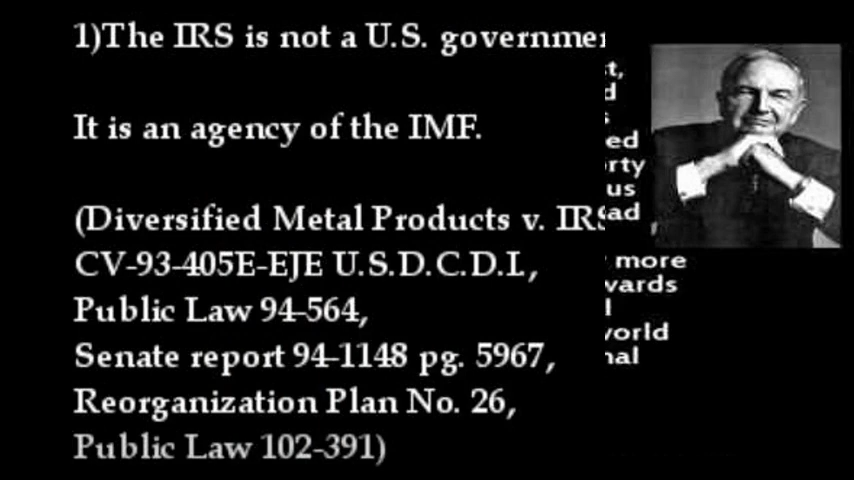 1)The IRS is not a U.S.
It is an agency of the IMF.
(Diversified Metal Products v. IRS
CV-93-405E-EJE U.S.D.C.D.I.,
Public Law 94-564,
Senate report 94-1148 pg. 5967,
Reorganization Plan No. 26,
Public Law 102-391)
us
more